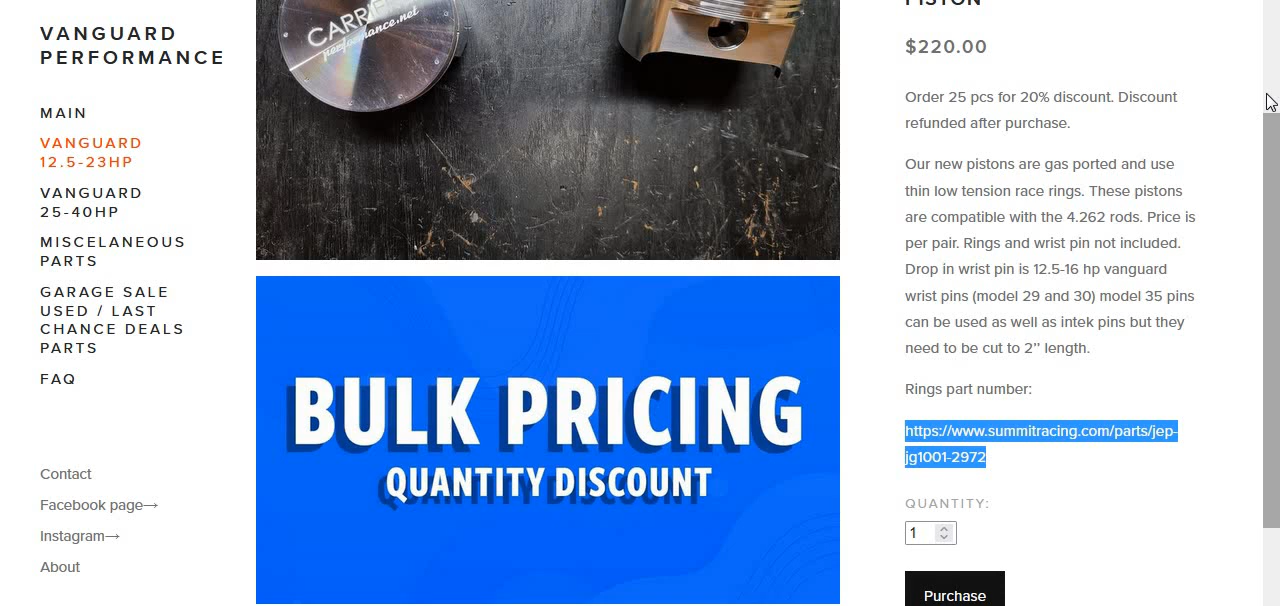 VANGUARD
PERFORMANCE
MAIN
VANGUARD
12.5-23HP
VANGUARD
25-40HP
MISCELANEOUS
PARTS
GARAGE SALE
USED / LAST
CHANCE DEALS
PARTS
FAQ
Contact
Facebook page→
Instagram→
About
CARRIER
performance.net
BULK PRICING
QUANTITY DISCOUNT
PISTON
$220.00
Order 25 pcs for 20% discount. Discount
refunded after purchase.
Our new pistons are gas ported and use
thin low tension race rings. These pistons
are compatible with the 4.262 rods. Price is
per pair. Rings and wrist pin not included.
Drop in wrist pin is 12.5-16 hp vanguard
wrist pins (model 29 and 30) model 35 pins
can be used as well as intek pins but they
need to be cut to 2’’ length.
Rings part number:
https://www.summitracing.com/parts/jep-
jg1001-2972
QUANTITY:
1
Purchase